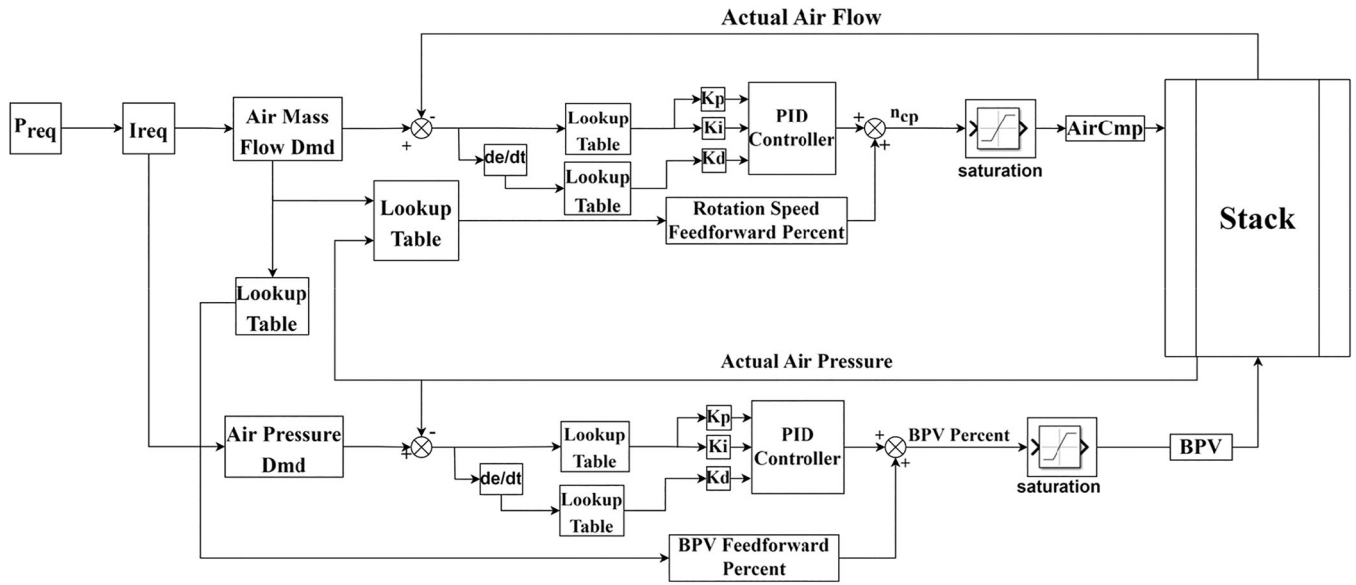 Actual Air Flow
Preq
Ireq
Air Mass
Flow Dmd
-
+
de/dt
Lookup
Table
Lookup
Table
Kp
Ki
Kd
PID
Controller
+
+
ncp
saturation
AirCmp
Stack
Lookup
Table
Rotation Speed
Feedforward Percent
Lookup
Table
Actual Air Pressure
Air Pressure
Dmd
-
+
de/dt
Lookup
Table
Lookup
Table
Kp
Ki
Kd
PID
Controller
+
+
BPV Percent
saturation
BPV
BPV Feedforward
Percent